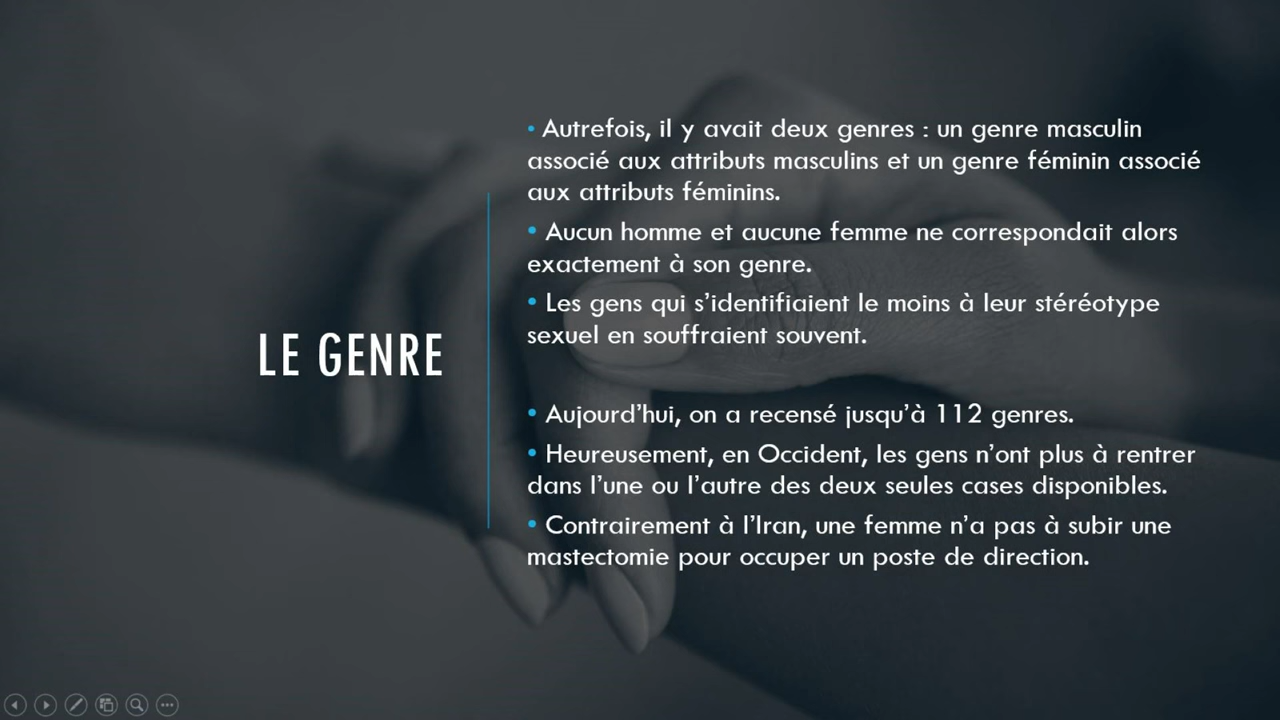 LE GENRE
• Autrefois, il y avait deux genres : un genre masculin
associé aux attributs masculins et un genre féminin associé
aux attributs féminins.
• Aucun homme et aucune femme ne correspondait alors
exactement à son genre.
• Les gens qui s’identifiaient le moins à leur stéréotype
sexuel en souffraient souvent.
• Aujourd’hui, on a recensé jusqu’à 112 genres.
• Heureusement, en Occident, les gens n’ont plus à rentrer
dans l’une ou l’autre des deux seules cases disponibles.
• Contrairement à l’Iran, une femme n’a pas à subir une
mastectomie pour occuper un poste de direction.